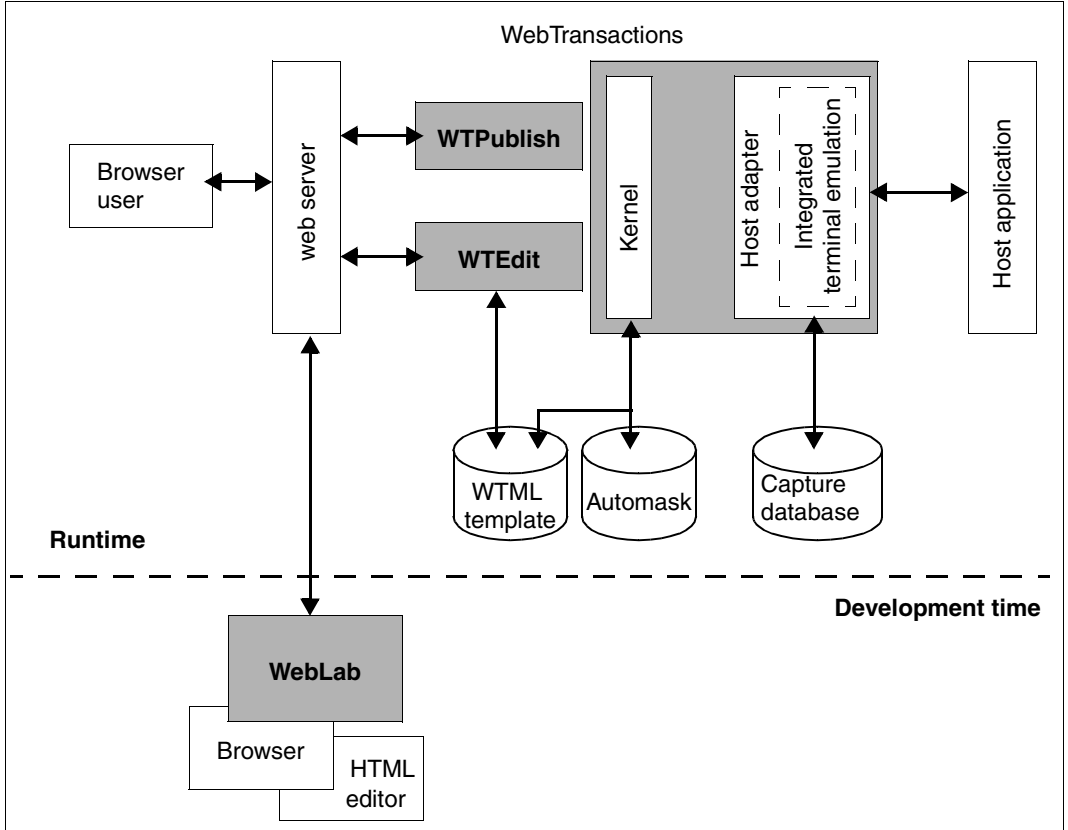 WebTransactions
Browser
user
web server
WTPublish
WTEdit
Kernel
Host adapter
Integrated
terminal emulation
Host application
WTML
template
Automask
Capture
database
Runtime
Development time
WebLab
Browser
HTML
editor